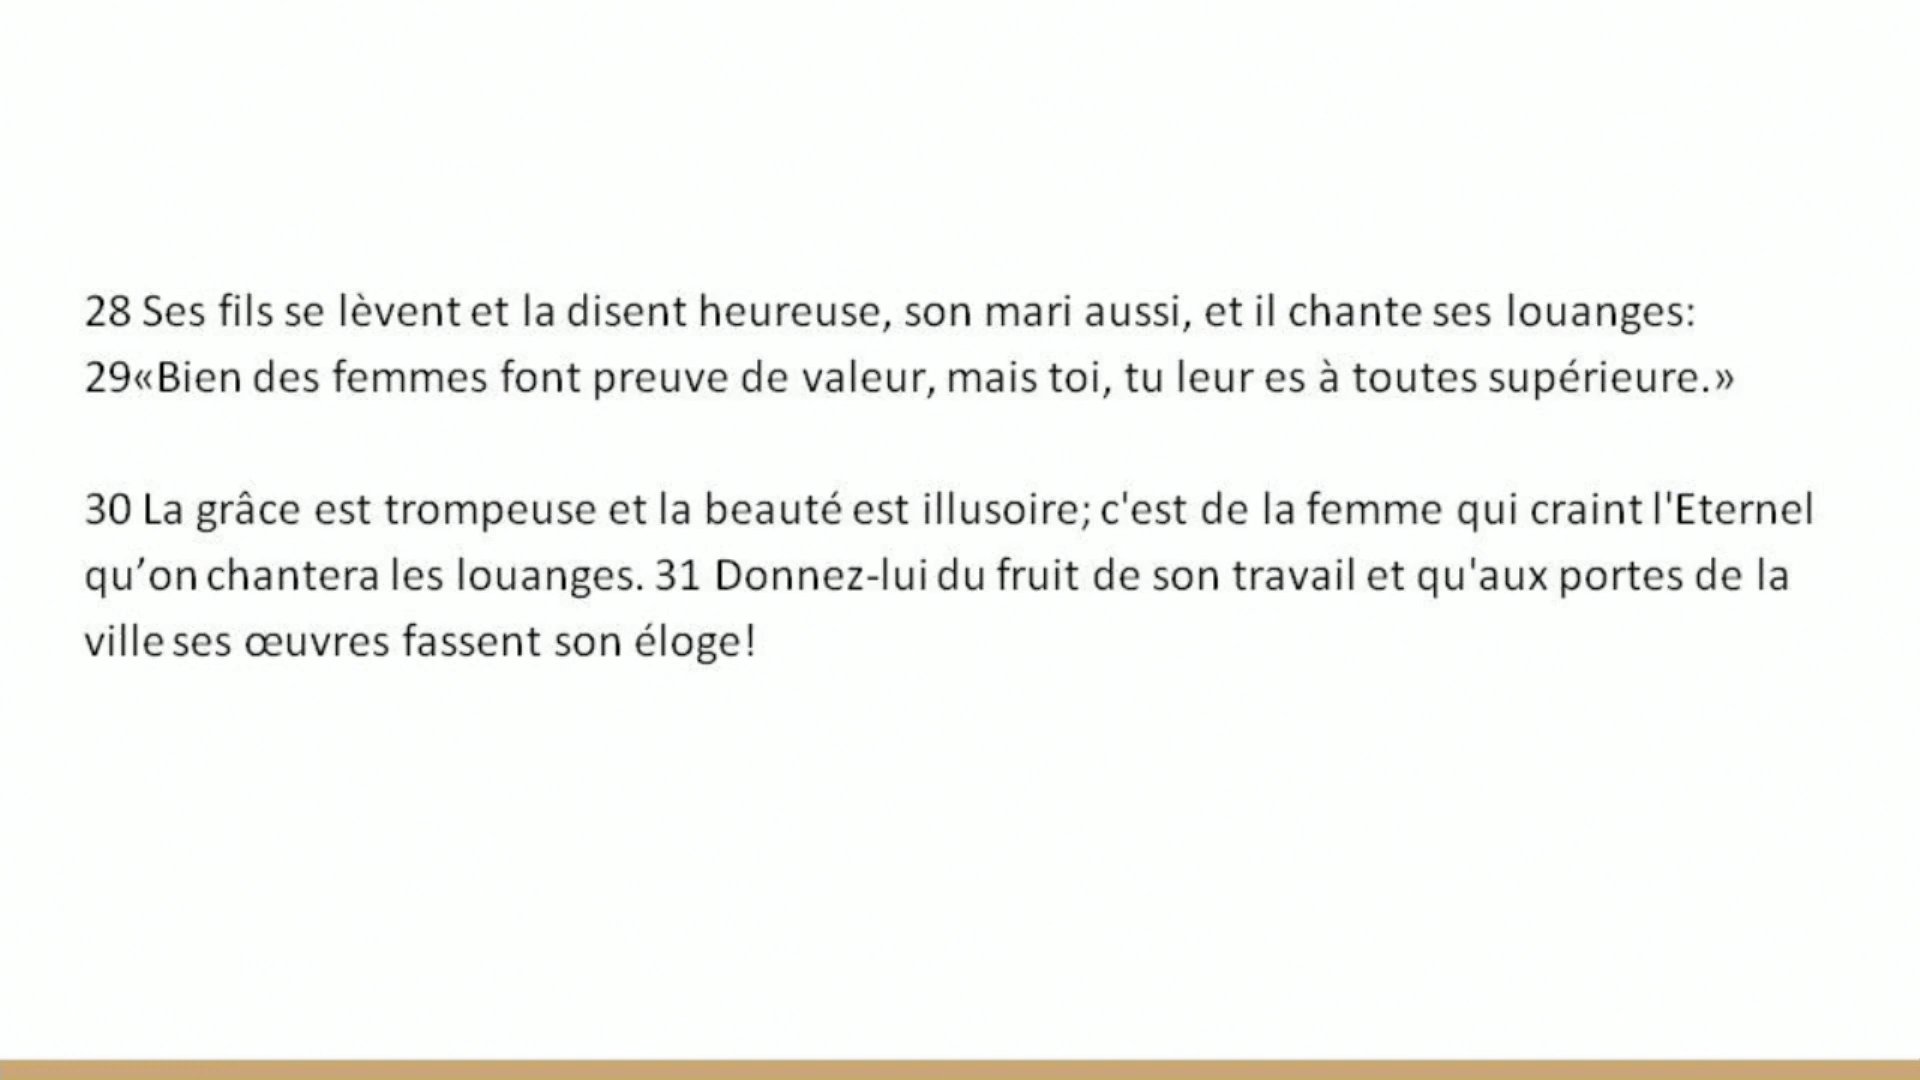 28 Ses fils se lèvent et la disent heureuse, son mari aussi, et il chante ses louanges:
29«Bien des femmes font preuve de valeur, mais toi, tu leur es à toutes supérieure.»
30 La grâce est trompeuse et la beauté est illusoire; c'est de la femme qui craint l'Eternel
qu’on chantera les louanges. 31 Donnez-lui du fruit de son travail et qu'aux portes de la
ville ses œuvres fassent son éloge!